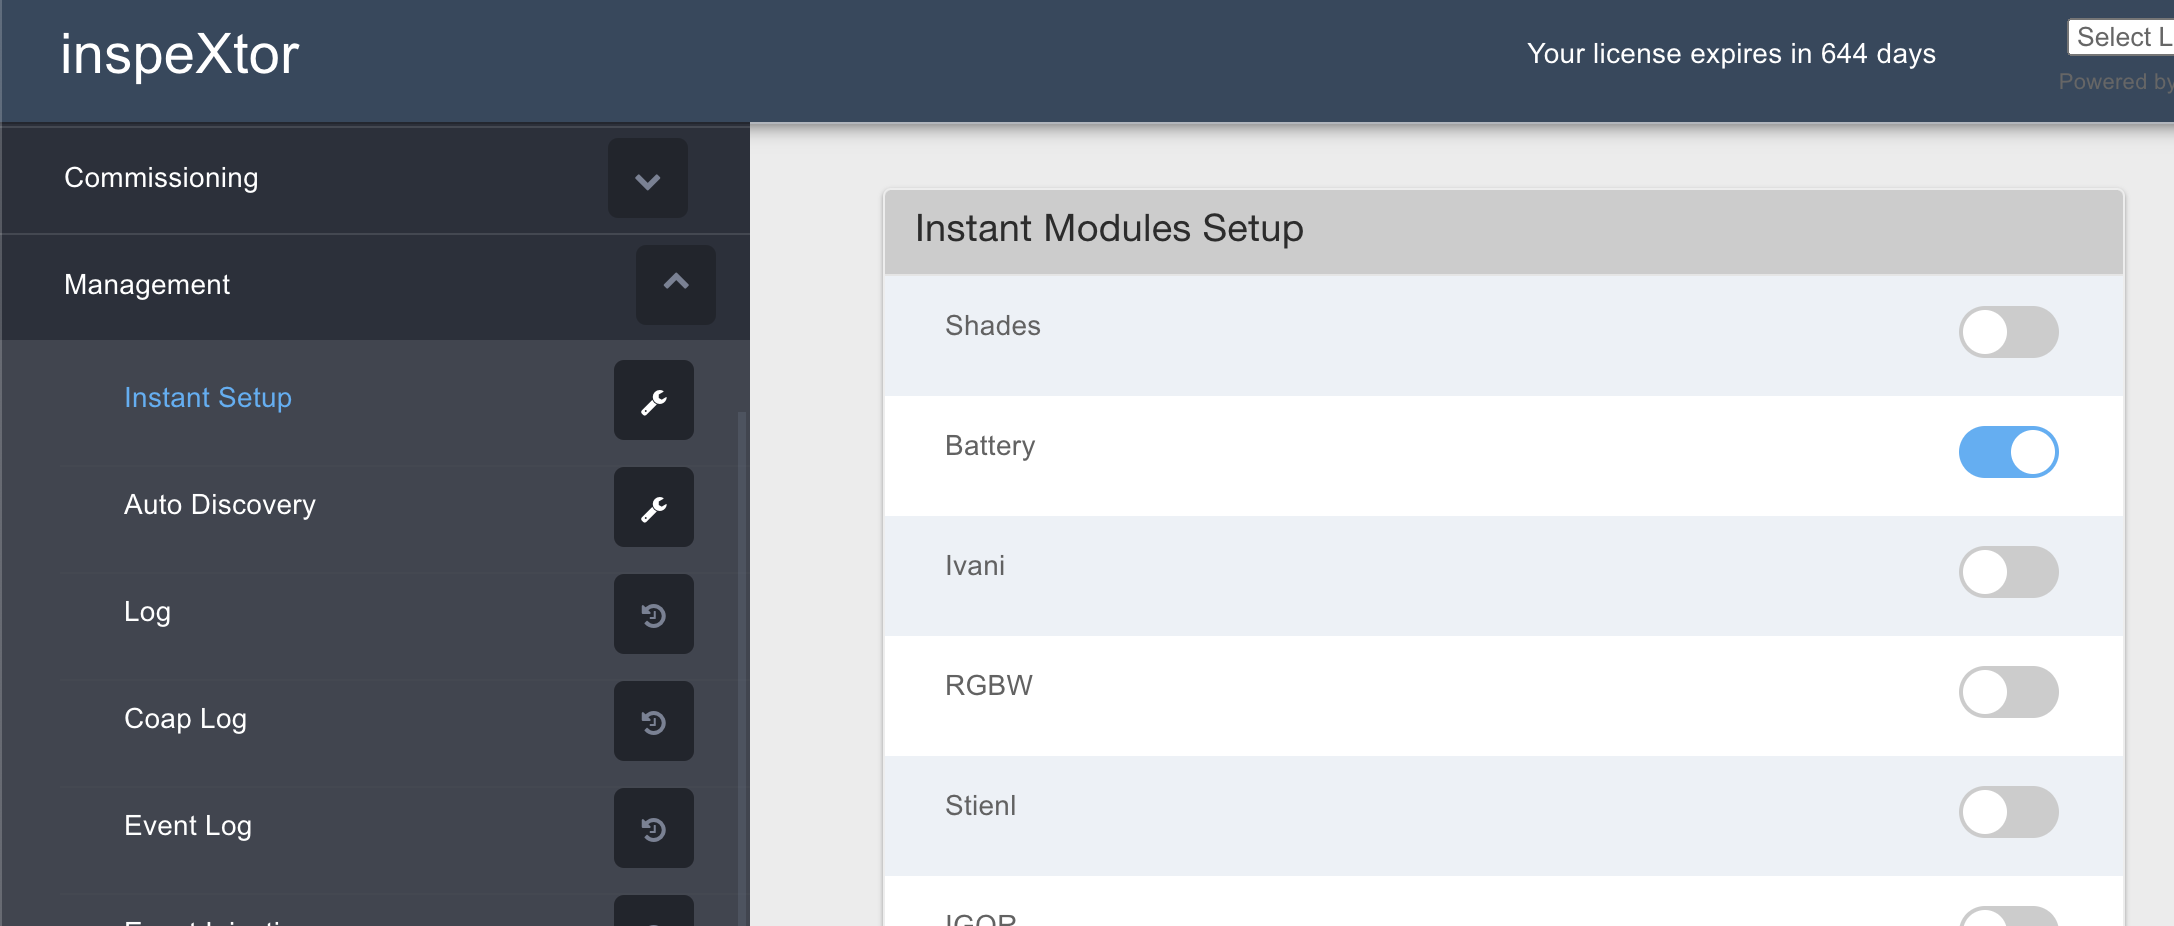 inspeXtor
Your license expires in 644 days
Select L
Powered by
Commissioning
Management
Instant Setup
Auto Discovery
Log
Coap Log
Event Log
Instant Modules Setup
Shades
Battery
Ivani
RGBW
Stienl
IGOR